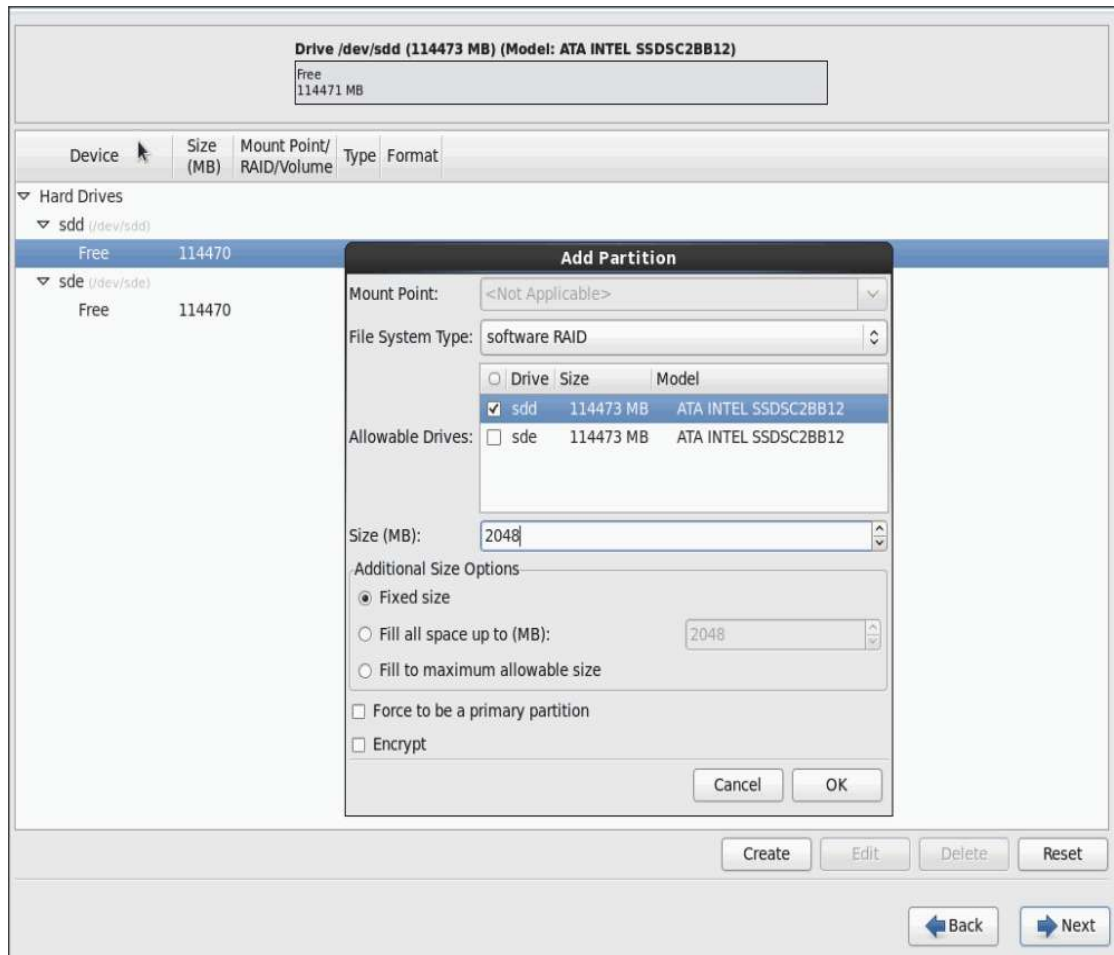 Drive /dev/sdd (114473 MB) (Model: ATA INTEL SSDSC2BB12)
Free
114471 MB
Device Size (MB) Mount Point/ RAID/Volume Type Format
Hard Drives
sdd (/dev/sdd)
Free 114470
sde (/dev/sde)
Free 114470
Add Partition
Mount Point: <Not Applicable>
File System Type: software RAID
Drive Size Model
sdd 114473 MB ATA INTEL SSDSC2BB12
Allowable Drives: sde 114473 MB ATA INTEL SSDSC2BB12
Size (MB): 2048
Additional Size Options
Fixed size
Fill all space up to (MB): 2048
Fill to maximum allowable size
Force to be a primary partition
Encrypt
Cancel OK
Create Edit Delete Reset
Back Next